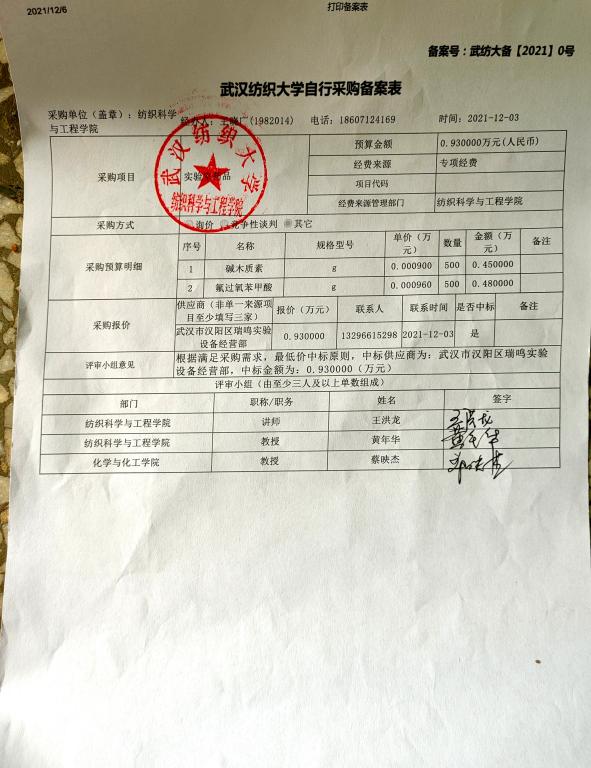 2021/12/6
打印备案表
备案号：武纺大备【2021】0号
武汉纺织大学自行采购备案表
采购单位（盖章）：纺织科学与工程学院 (1982014) 电话：18607124169 时间：2021-12-03
武汉纺织大学
纺织科学与工程学院
采购项目 实验 品 预算金额 0.930000万元(人民币)
经费来源 专项经费
项目代码
经费来源管理部门 纺织科学与工程学院
采购方式 询价 竞争性谈判 其它
采购预算明细 序号 名称 规格型号 单价（万元） 数量 金额（万元） 备注
1 碱木质素 g 0.000900 500 0.450000
2 氟过氧苯甲酸 g 0.000960 500 0.480000
采购报价 供应商（非单一来源项目至少填写三家） 报价（万元） 联系人 联系时间 是否中标 备注
武汉市汉阳区瑞鸣实验设备经营部 0.930000 13296615298 2021-12-03 是
评审小组意见 根据满足采购需求，最低价中标原则，中标供应商为：武汉市汉阳区瑞鸣实验
设备经营部，中标金额为：0.930000（万元）
评审小组（由至少三人及以上单数组成）
部门 职称/职务 姓名 签字
纺织科学与工程学院 讲师 王洪龙 王洪龙
纺织科学与工程学院 教授 黄年华 黄年华
化学与化工学院 教授 蔡映杰